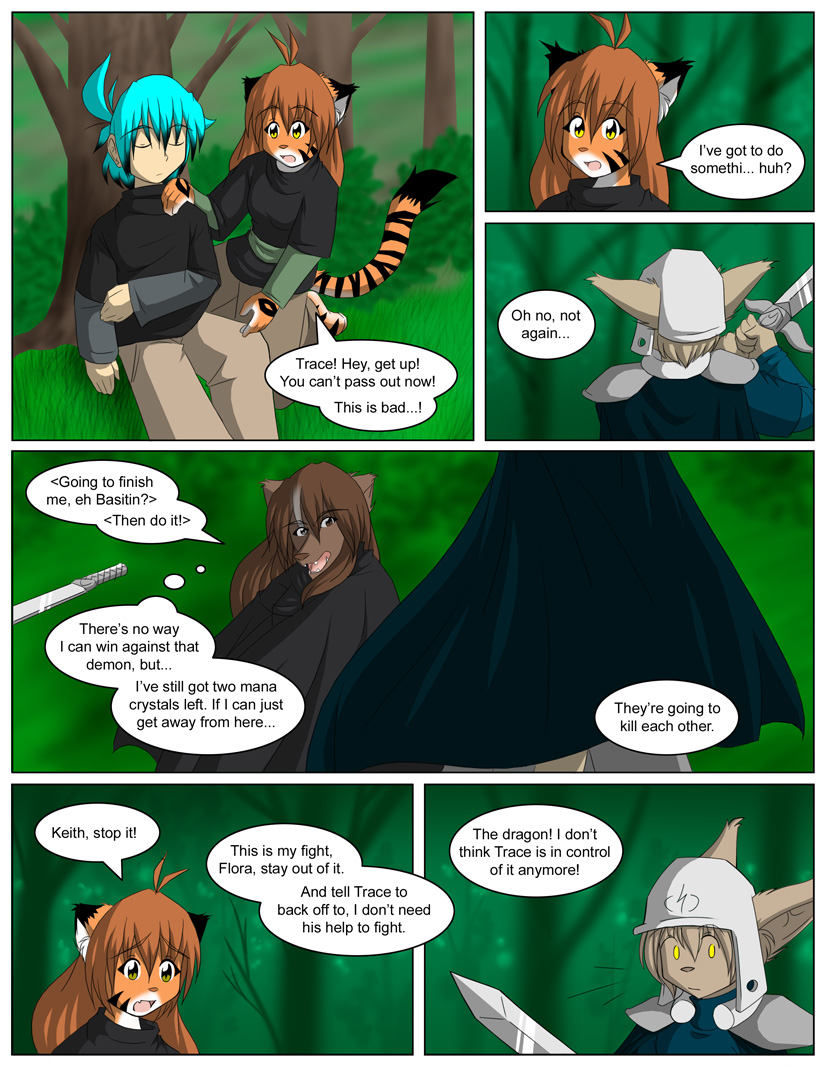 Trace! Hey, get up!
You can't pass out now!
This is bad...!
I've got to do
somethi... huh?
Oh no, not
again...
<Going to finish
me, eh Basitin?>
<Then do it!>
There's no way
I can win against that
demon, but...
I've still got two mana
crystals left. If I can just
get away from here...
They're going to
kill each other.
Keith, stop it!
This is my fight,
Flora, stay out of it.
And tell Trace to
back off to, I don't need
his help to fight.
The dragon! I don't
think Trace is in control
of it anymore!